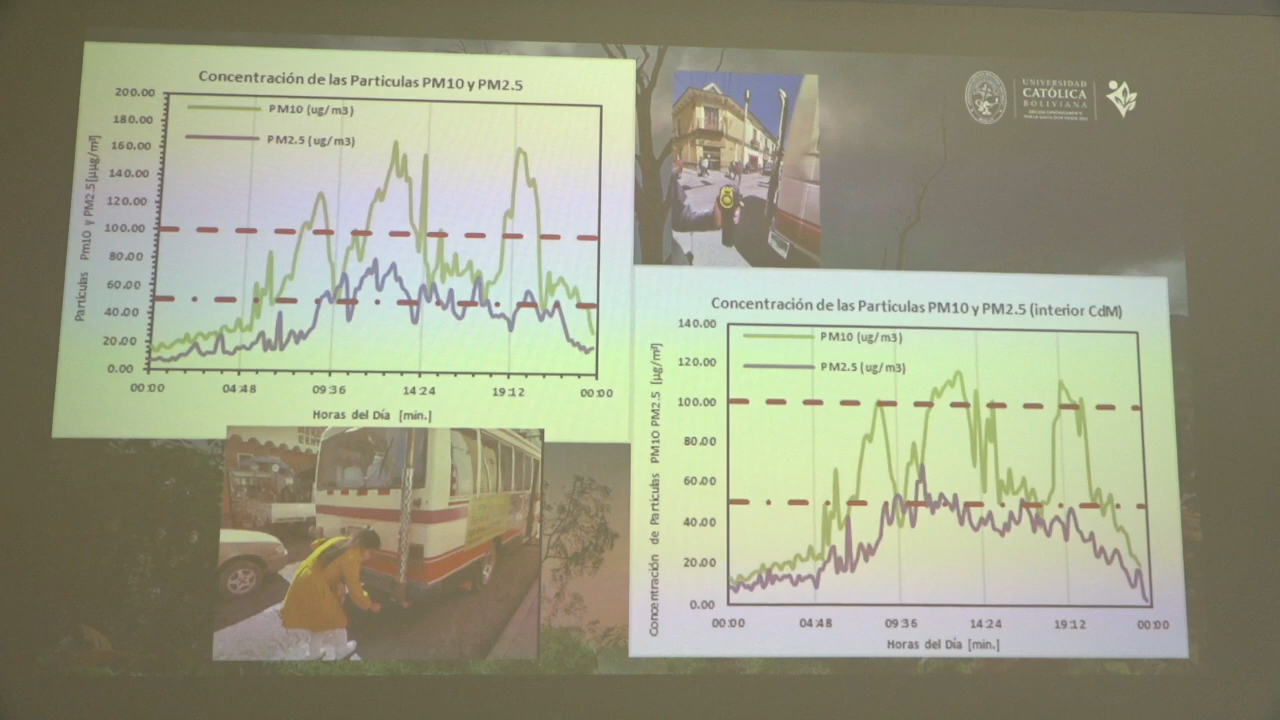 Concentración de las Particulas PM10 y PM2.5
Particulas Pm10 y PM2.5 [µµg/m³]
200.00
180.00
160.00
140.00
120.00
100.00
80.00
60.00
40.00
20.00
0.00
PM10 (ug/m3)
PM2.5 (ug/m3)
00:00
04:48
09:36
14:24
19:12
00:00
Horas del Día [min.]
UNIVERSIDAD
CATÓLICA
BOLIVIANA
Concentración de las Particulas PM10 y PM2.5 (interior CdM)
Concentración de Particulas PM10 PM2.5 [µg/m³]
140.00
120.00
100.00
80.00
60.00
40.00
20.00
0.00
PM10 (ug/m3)
PM2.5 (ug/m3)
00:00
04:48
09:36
14:24
19:12
00:00
Horas del Día [min.]